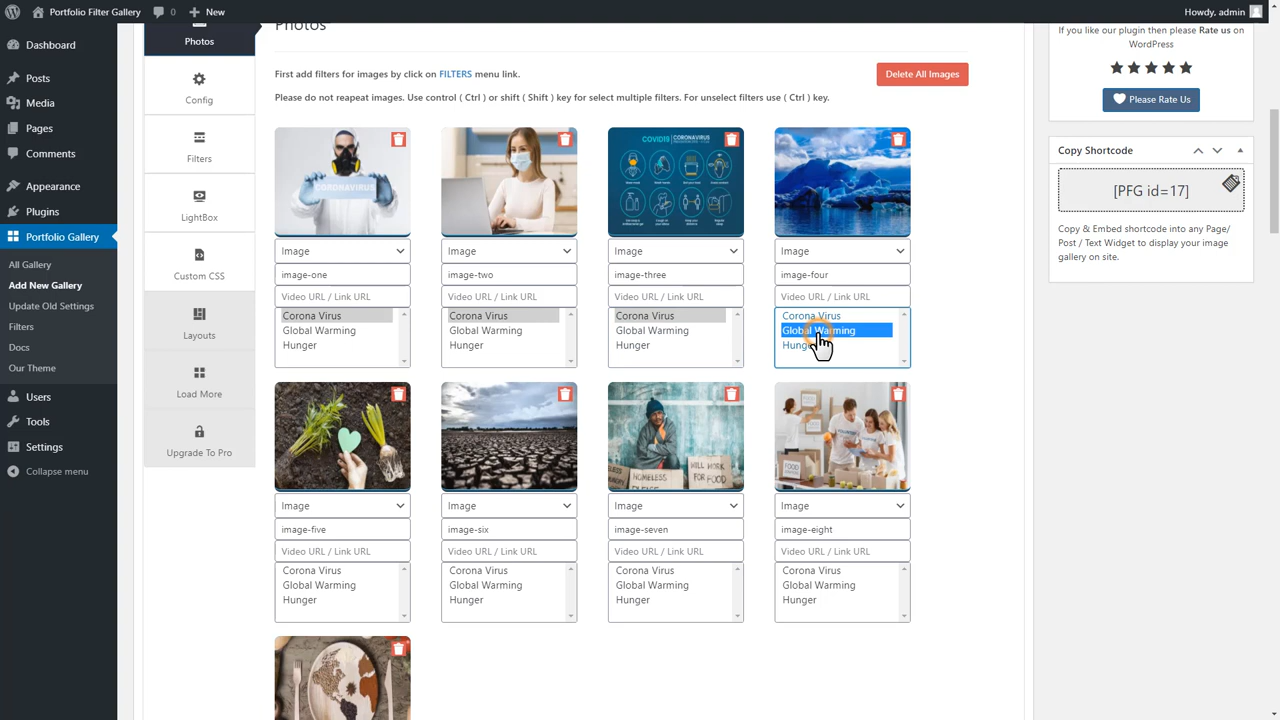 Portfolio Filter Gallery
0
New
Howdy, admin
Dashboard
Posts
Media
Pages
Comments
Appearance
Plugins
Portfolio Gallery
All Gallery
Add New Gallery
Update Old Settings
Filters
Docs
Our Theme
Users
Tools
Settings
Collapse menu
Photos
Config
Filters
LightBox
Custom CSS
Layouts
Load More
Upgrade To Pro
Photos
First add filters for images by click on FILTERS menu link.
Delete All Images
Please do not reapeat images. Use control ( Ctrl ) or shift ( Shift ) key for select multiple filters. For unselect filters use ( Ctrl ) key.
CORONAVIRUS
COVID19 CORONAVIRUS
Image
Image
Image
Image
image-one
image-two
image-three
image-four
Video URL / Link URL
Video URL / Link URL
Video URL / Link URL
Video URL / Link URL
Corona Virus
Global Warming
Hunger
Corona Virus
Global Warming
Hunger
Corona Virus
Global Warming
Hunger
Corona Virus
Global Warming
HOMELESS
WILL WORK
FOR FOOD
FOOD
VOLUNTEER
Image
Image
Image
Image
image-five
image-six
image-seven
image-eight
Video URL / Link URL
Video URL / Link URL
Video URL / Link URL
Video URL / Link URL
Corona Virus
Global Warming
Hunger
Corona Virus
Global Warming
Hunger
Corona Virus
Global Warming
Hunger
Corona Virus
Global Warming
Hunger
If you like our plugin then please Rate us on
WordPress
Please Rate Us
Copy Shortcode
[PFG id=17]
Copy & Embed shortcode into any Page/
Post / Text Widget to display your image
gallery on site.